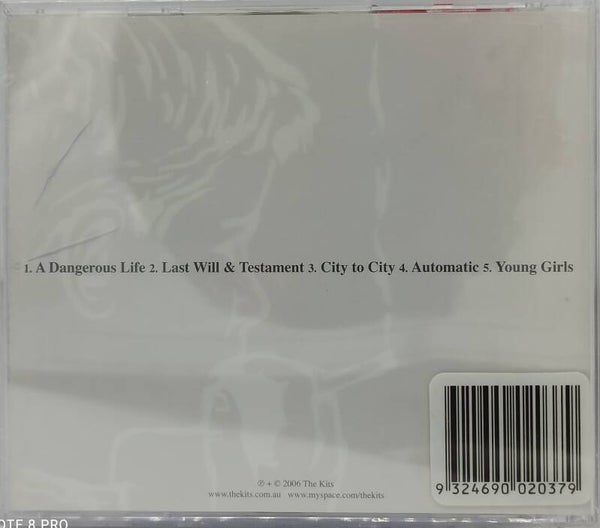 1. A Dangerous Life 2. Last Will & Testament 3. City to City 4. Automatic 5. Young Girls
℗ + © 2006 The Kits
www.thekits.com.au www.myspace.com/thekits
9 324690 020379
OTE 8 PRO